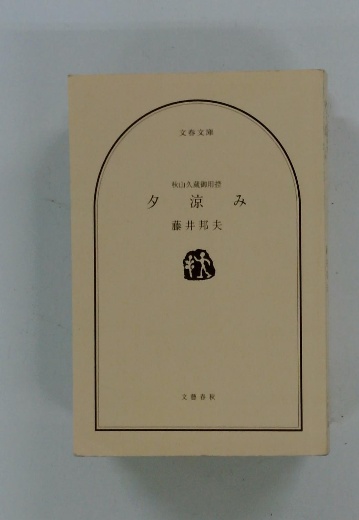 文春文庫
秋山久蔵御用控
夕涼み
藤井邦夫
文藝春秋